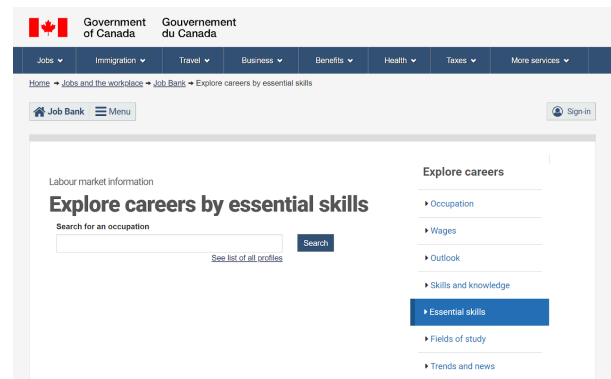 Government Gouvernement
of Canada du Canada
Jobs Immigration Travel Business Benefits Health Taxes More services
Home → Jobs and the workplace → Job Bank → Explore careers by essential skills
Job Bank Menu Sign-in
Labour market information
Explore careers by essential skills
Search for an occupation
Search
See list of all profiles
Explore careers
Occupation
Wages
Outlook
Skills and knowledge
Essential skills
Fields of study
Trends and news